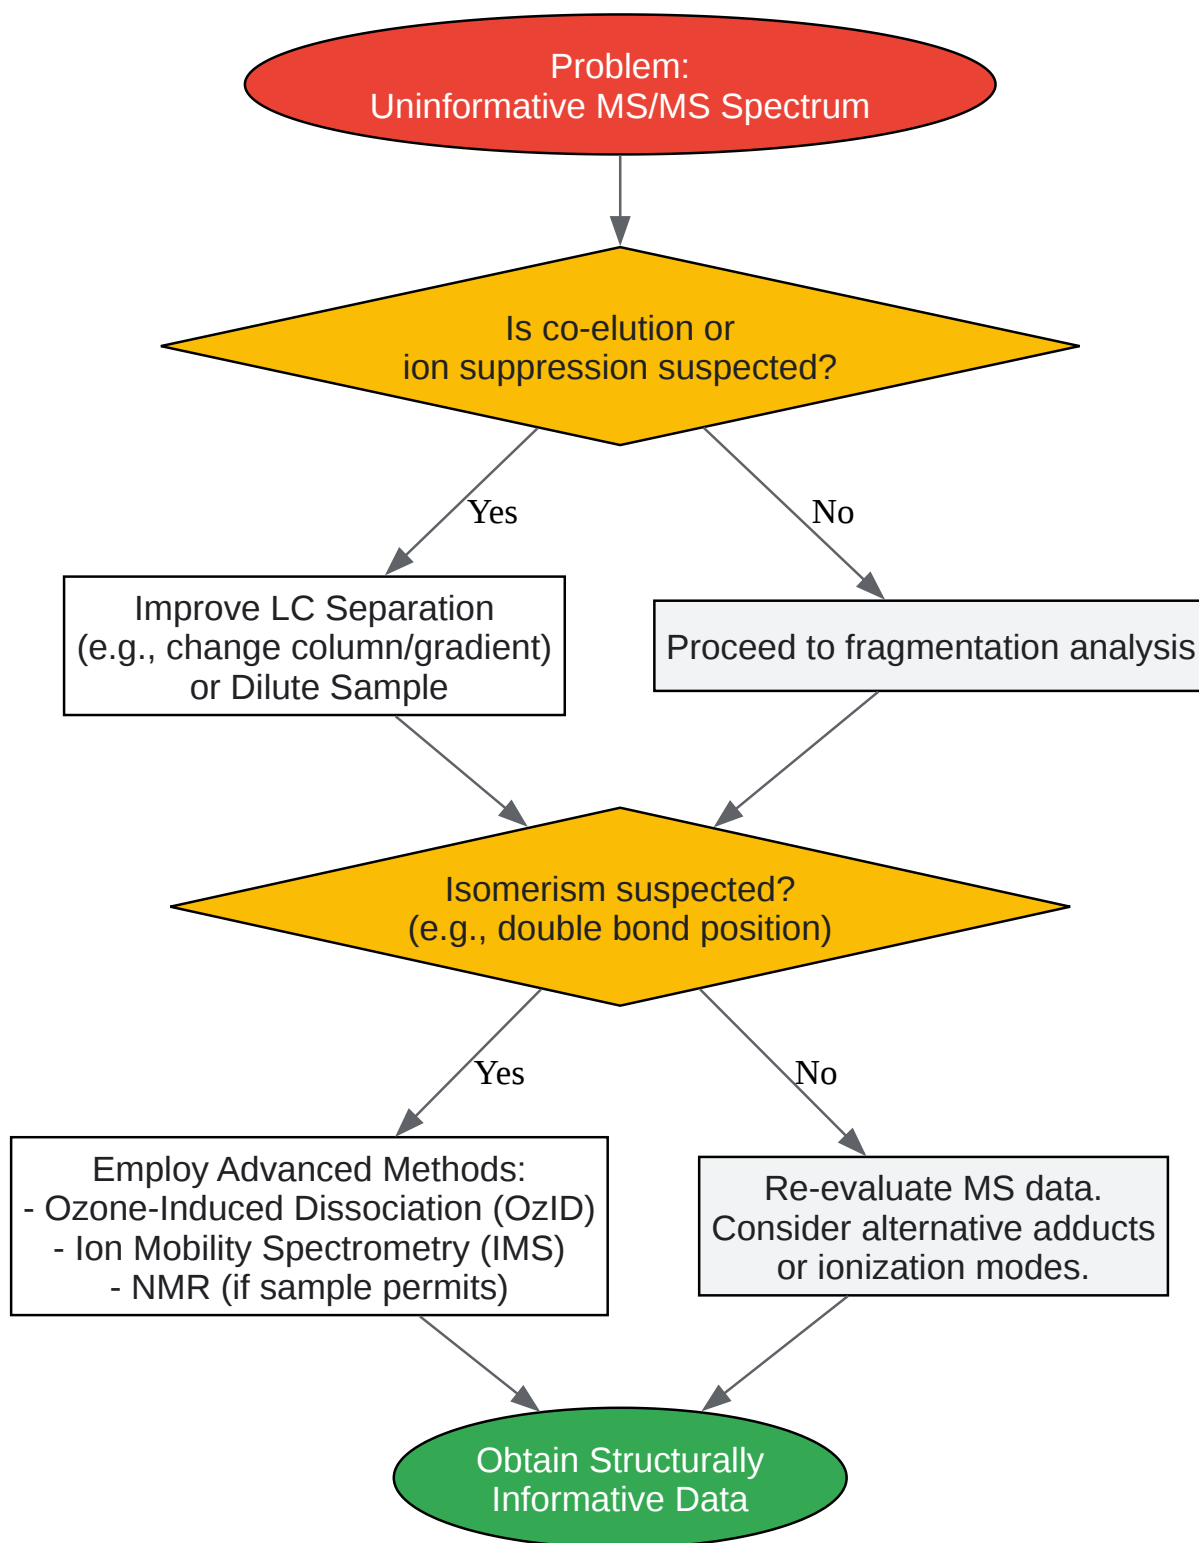 Problem:
Uninformative MS/MS Spectrum
Is co-elution or
ion suppression suspected?
Yes
No
Improve LC Separation
(e.g., change column/gradient)
or Dilute Sample
Proceed to fragmentation analysis
Isomerism suspected?
(e.g., double bond position)
Yes
No
Employ Advanced Methods:
- Ozone-Induced Dissociation (OzID)
- Ion Mobility Spectrometry (IMS)
- NMR (if sample permits)
Re-evaluate MS data.
Consider alternative adducts
or ionization modes.
Obtain Structurally
Informative Data